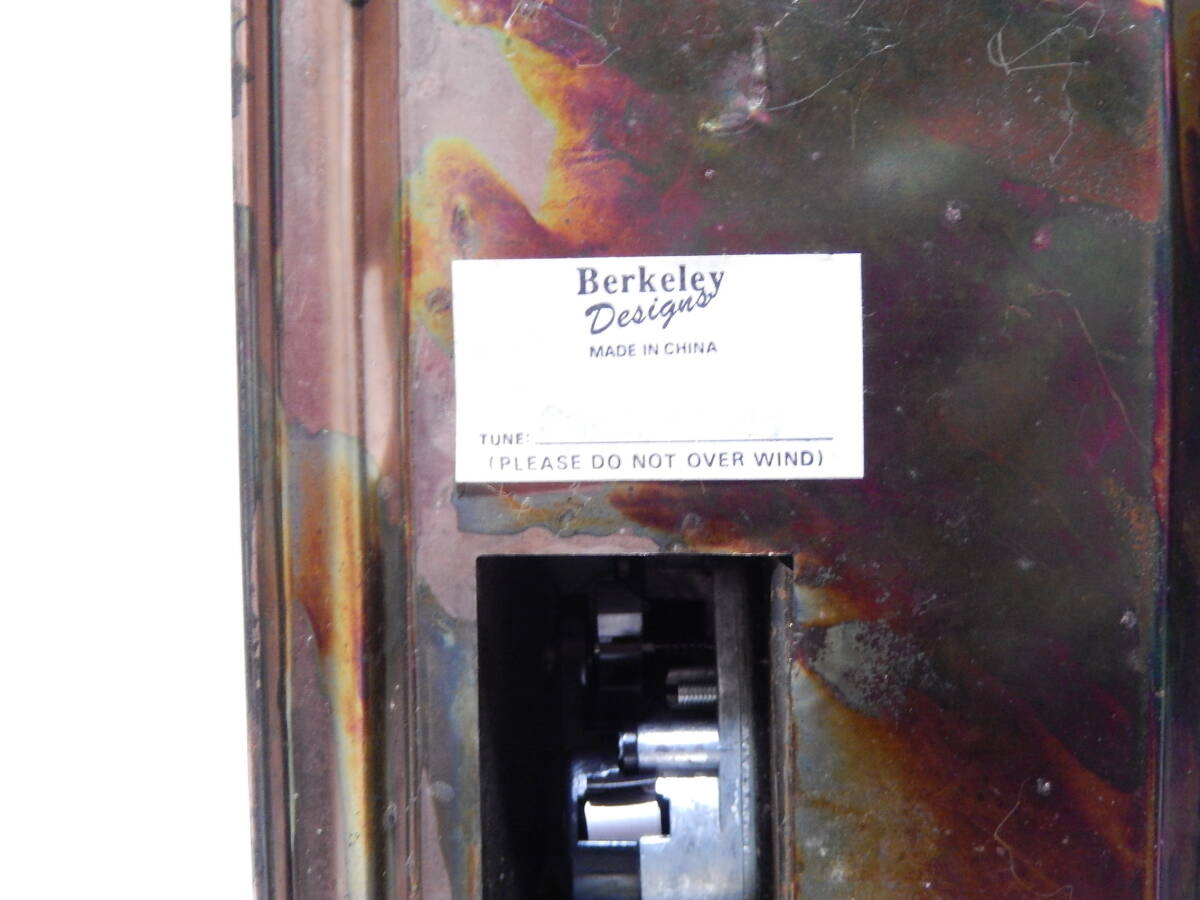 Berkeley
Designs
MADE IN CHINA
TUNE:
(PLEASE DO NOT OVER WIND)